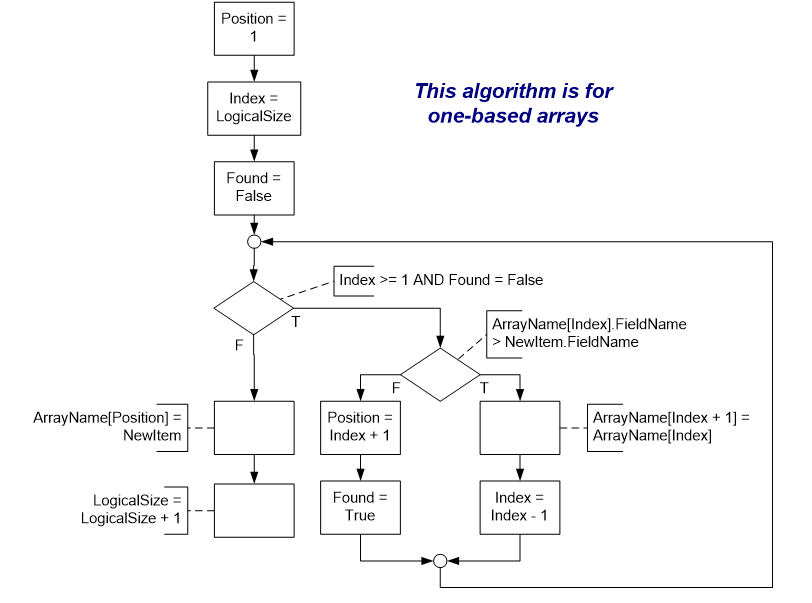 Position =
1
Index =
LogicalSize
This algorithm is for
one-based arrays
Found =
False
Index >= 1 AND Found = False
T
F
ArrayName[Index].FieldName
> NewItem.FieldName
F
T
ArrayName[Position] =
NewItem
Position =
Index + 1
ArrayName[Index + 1] =
ArrayName[Index]
LogicalSize =
LogicalSize + 1
Found =
True
Index =
Index - 1